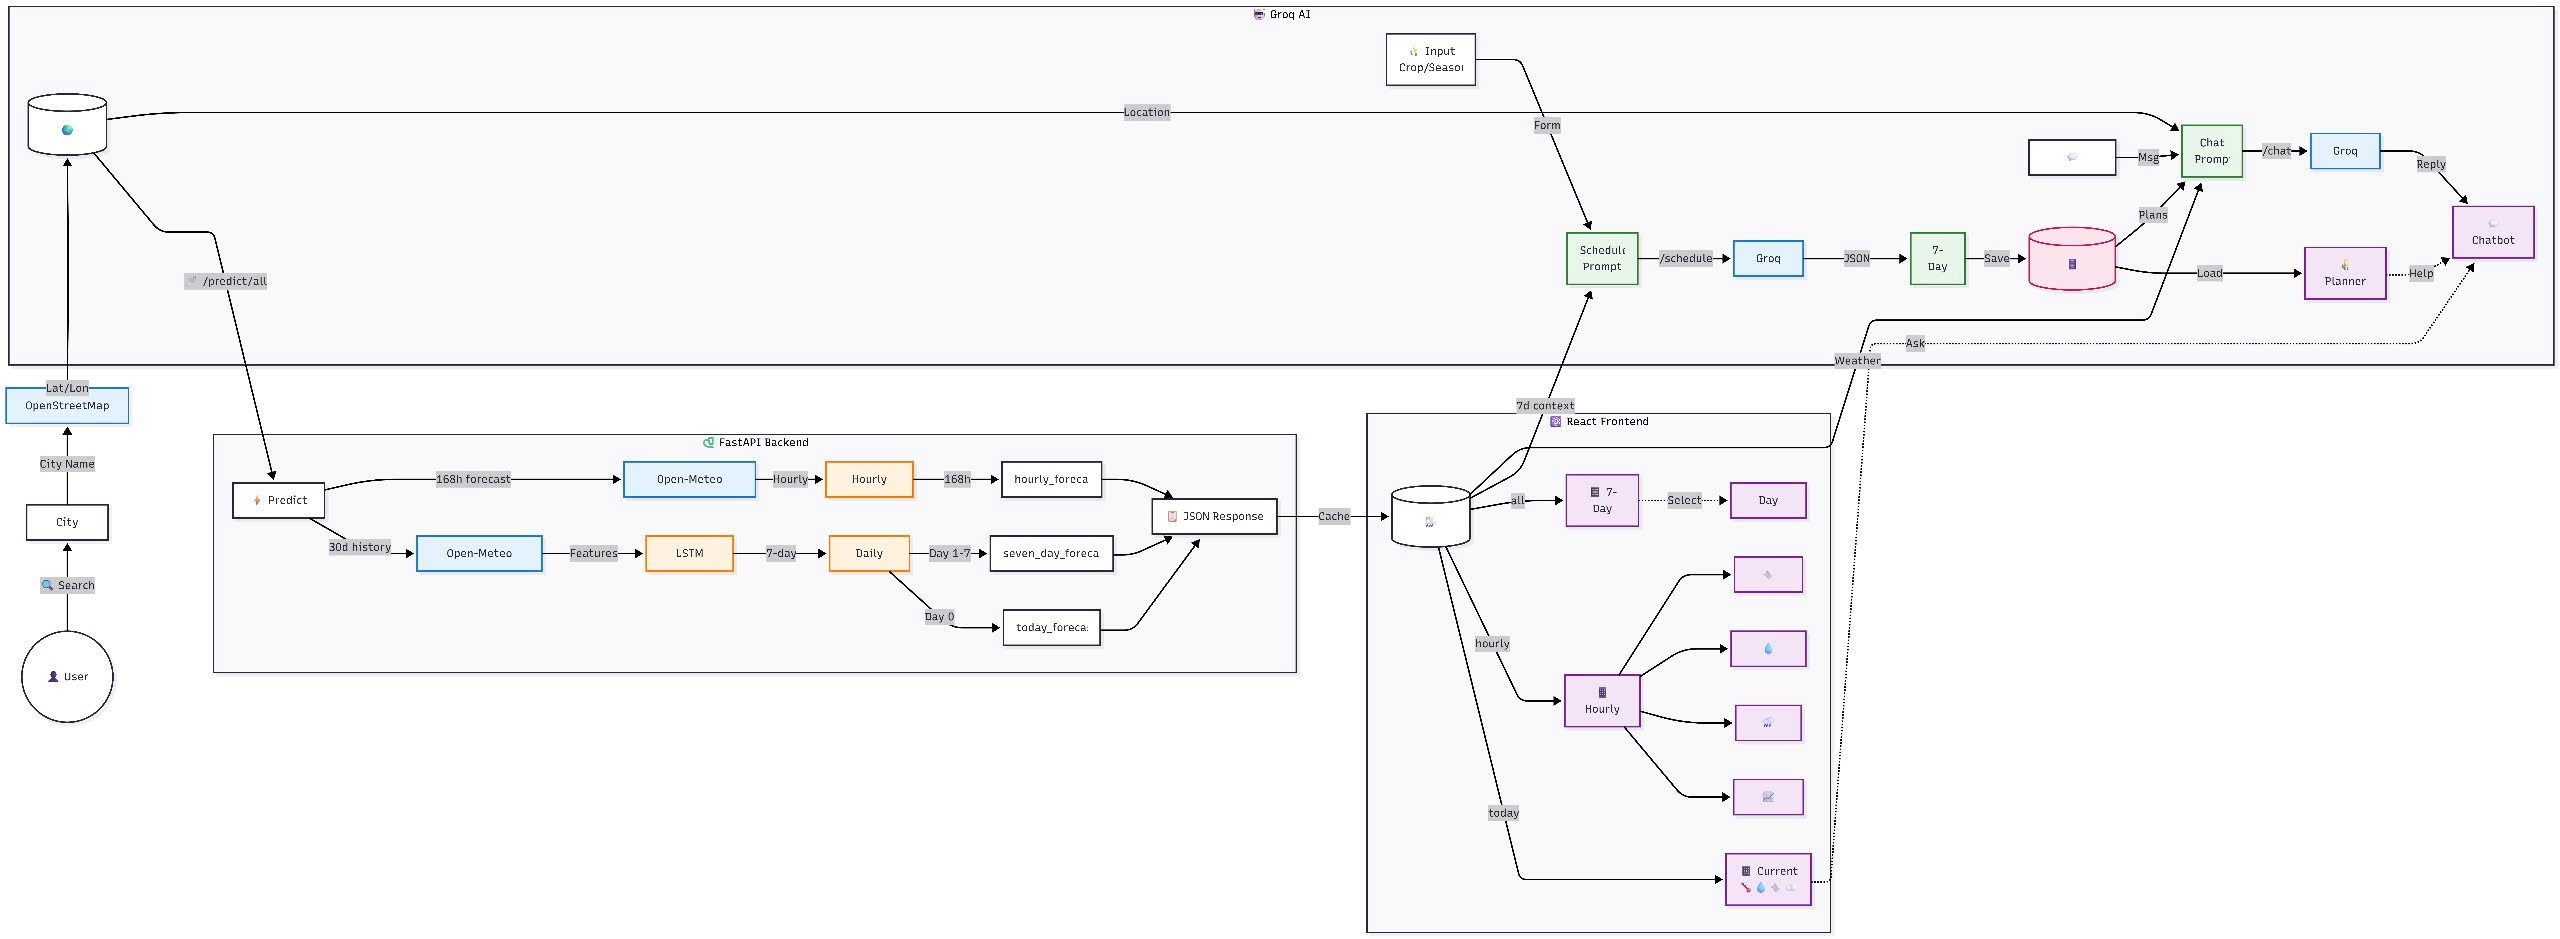 Groq AI
Input
Crop/Seaso
Location
Form
Msg
Chat
Promp
/chat
Groq
Reply
Plans
Chatbot
Schedul
Prompt
/schedule
Groq
JSON
7-
Day
Save
Load
Planner
Help
/predict/all
Ask
Weather
Lat/Lon
OpenStreetMap
City Name
City
Search
User
7d context
FastAPI Backend
Predict
168h forecast
Open-Meteo
Hourly
Hourly
168h
hourly_foreca
JSON Response
Cache
30d history
Open-Meteo
Features
LSTM
7-day
Daily
Day 1-7
seven_day_foreca
Day 0
today_foreca
React Frontend
all
7-
Day
Select
Day
hourly
Hourly
today
Current